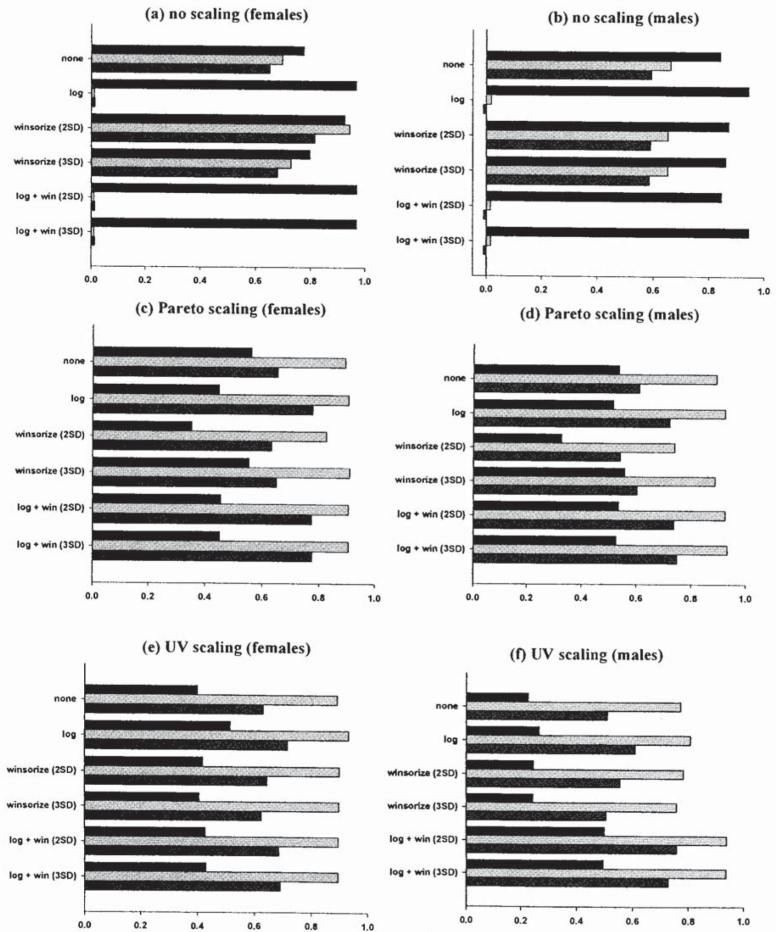 (a) no scaling (females)
none
log
winsorize (2SD)
winsorize (3SD)
log + win (2SD)
log + win (3SD)
0.0 0.2 0.4 0.6 0.8 1.0
(b) no scaling (males)
none
log
winsorize (2SD)
winsorize (3SD)
log + win (2SD)
log + win (3SD)
0.0 0.2 0.4 0.6 0.8 1.0
(c) Pareto scaling (females)
none
log
winsorize (2SD)
winsorize (3SD)
log + win (2SD)
log + win (3SD)
0.0 0.2 0.4 0.6 0.8 1.0
(d) Pareto scaling (males)
none
log
winsorize (2SD)
winsorize (3SD)
log + win (2SD)
log + win (3SD)
0.0 0.2 0.4 0.6 0.8 1.0
(e) UV scaling (females)
none
log
winsorize (2SD)
winsorize (3SD)
log + win (2SD)
log + win (3SD)
0.0 0.2 0.4 0.6 0.8 1.0
(f) UV scaling (males)
none
log
winsorize (2SD)
winsorize (3SD)
log + win (2SD)
log + win (3SD)
0.0 0.2 0.4 0.6 0.8 1.0